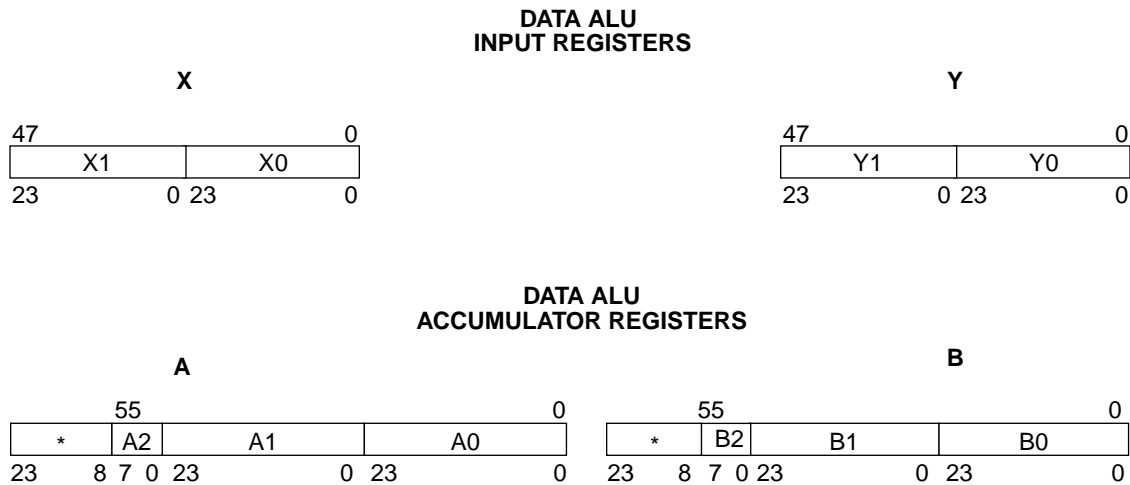 DATA ALU
INPUT REGISTERS
X Y
47 0 47 0
X1 X0 Y1 Y0
23 0 23 0 23 0 23 0
DATA ALU
ACCUMULATOR REGISTERS
A B
55 0 55 0
* A2 A1 A0 * B2 B1 B0
23 8 7 0 23 0 23 0 23 8 7 0 23 0 23 0